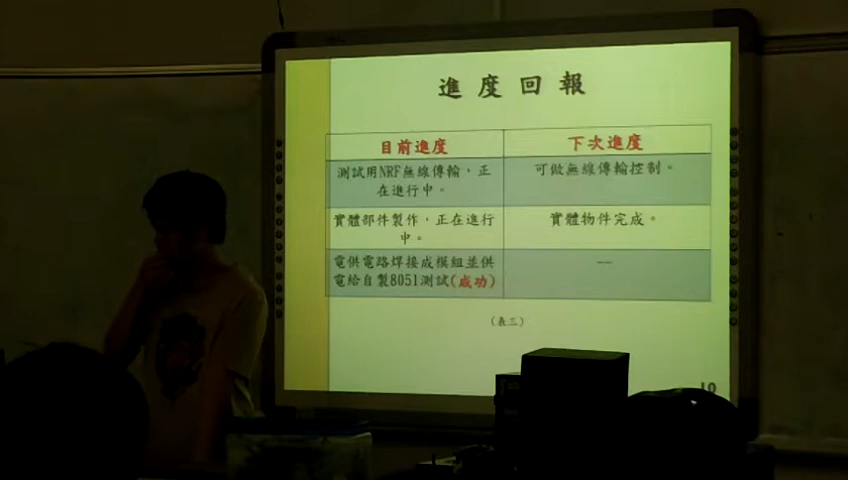 進度回報
目前進度
下次進度
測試用NRF無線傳輸，正
在進行中。
可做無線傳輸控制。
實體部件製作，正在進行
中。
實體物件完成。
電供電路焊接成模組並供
電給自製8051測試(成功)
—
(表三)
10